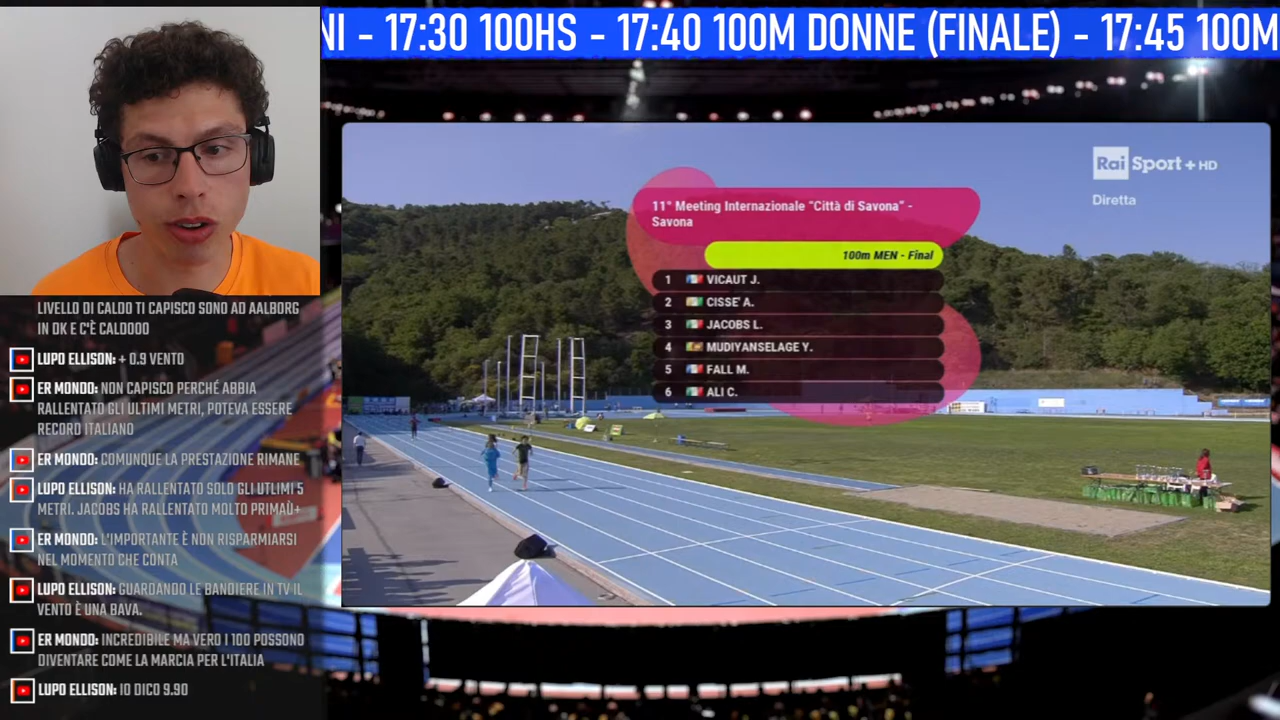 NI - 17:30 100HS - 17:40 100M DONNE (FINALE) - 17:45 100M
Rai Sport + HD
Diretta
11° Meeting Internazionale "Città di Savona" -
Savona
100m MEN - Final
1 VICAUT J.
2 CISSE' A.
3 JACOBS L.
4 MUDIYANSELAGE Y.
5 FALL M.
6 ALI C.
LIVELLO DI CALDO TI CAPISCO SONO AD AALBORG
IN DK E C'È CALDOOO
LUPO ELLISON: + 0.9 VENTO
ER MONDO: NON CAPISCO PERCHÉ ABBIA
RALLENTATO GLI ULTIMI METRI, POTEVA ESSERE
RECORD ITALIANO
ER MONDO: COMUNQUE LA PRESTAZIONE RIMANE
LUPO ELLISON: HA RALLENTATO SOLO GLI UTLIMI 5
METRI. JACOBS HA RALLENTATO MOLTO PRIMAÙ+
ER MONDO: L'IMPORTANTE È NON RISPARMIARSI
NEL MOMENTO CHE CONTA
LUPO ELLISON: GUARDANDO LE BANDIERE IN TV IL
VENTO È UNA BAVA.
ER MONDO: INCREDIBILE MA VERO I 100 POSSONO
DIVENTARE COME LA MARCIA PER L'ITALIA
LUPO ELLISON: IO DICO 9.90